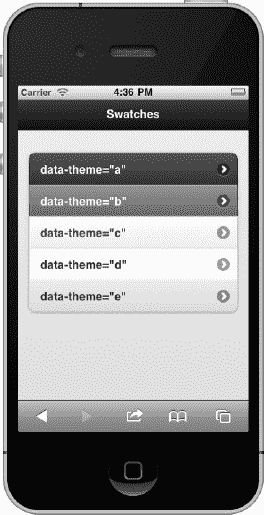 Carrier 4:36 PM
Swatches
data-theme="a"
data-theme="b"
data-theme="c"
data-theme="d"
data-theme="e"